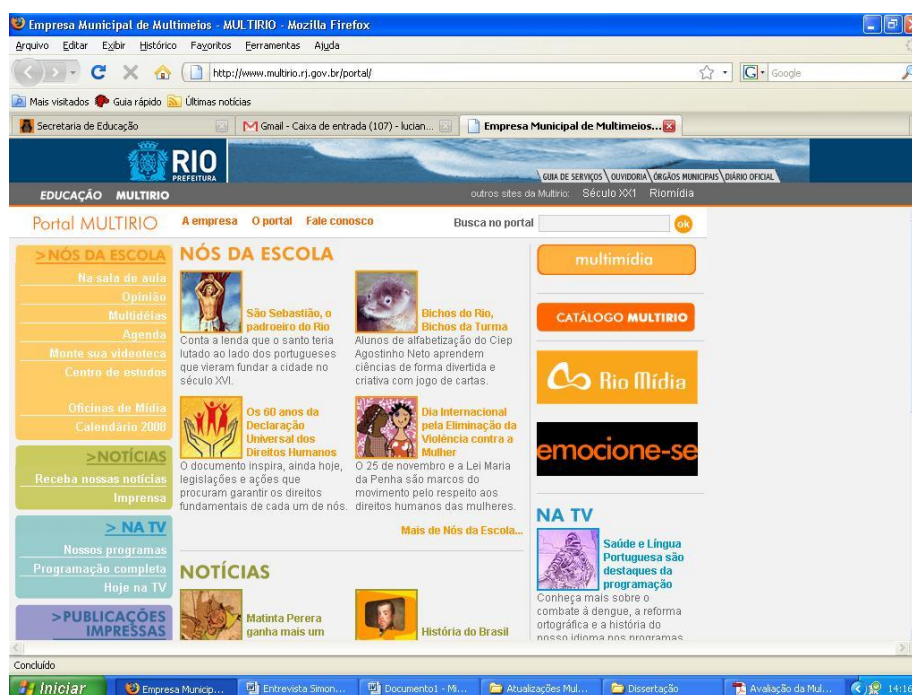 Empresa Municipal de Multimeios - MULTIRIO - Mozilla Firefox
Arquivo Editar Exibir Histórico Favoritos Ferramentas Ajuda
http://www.multirio.rj.gov.br/portal/
Google
Mais visitados Guia rápido Últimas notícias
Secretaria de Educação
Gmail - Caixa de entrada (107) - lucian...
Empresa Municipal de Multimeios...
RIO
PREFEITURA
GUIA DE SERVIÇOS OUVIDORIA ÓRGÃOS MUNICIPAIS DIÁRIO OFICIAL
EDUCAÇÃO MULTIRIO
outros sites da Multirio: Século XX1 Riomídia
Portal MULTIRIO
A empresa O portal Fale conosco
Busca no portal
ok
>NÓS DA ESCOLA
Na sala de aula
Opinião
Multidéias
Agenda
Monte sua videoteca
Centro de estudos
Oficinas de Mídia
Calendário 2008
>NOTÍCIAS
Receba nossas notícias
Imprensa
> NA TV
Nossos programas
Programação completa
Hoje na TV
>PUBLICAÇÕES
IMPRESSAS
NÓS DA ESCOLA
São Sebastião, o
padroeiro do Rio
Conta a lenda que o santo teria
lutado ao lado dos portugueses
que vieram fundar a cidade no
século XVI.
Bichos do Rio,
Bichos da Turma
Alunos de alfabetização do Ciep
Agostinho Neto aprendem
ciências de forma divertida e
criativa com jogo de cartas.
Os 60 anos da
Declaração
Universal dos
Direitos Humanos
O documento inspira, ainda hoje,
legislações e ações que
procuram garantir os direitos
fundamentais de cada um de nós.
Dia Internacional
pela Eliminação da
Violência contra a
Mulher
O 25 de novembro e a Lei Maria
da Penha são marcos do
movimento pelo respeito aos
direitos humanos das mulheres.
Mais de Nós da Escola...
NOTÍCIAS
Matinta Perera
ganha mais um
História do Brasil
multimídia
CATÁLOGO MULTIRIO
Rio Mídia
emocione-se
NA TV
Saúde e Língua
Portuguesa são
destaques da
programação
Conheça mais sobre o
combate à dengue, a reforma
ortográfica e a história do
nosso idioma nos programas
Concluído
Iniciar
Empresa Municip...
Entrevista Simon...
Documento1 - Mi...
Atualizações Mul...
Dissertação
Avaliação da Mul...
14:16